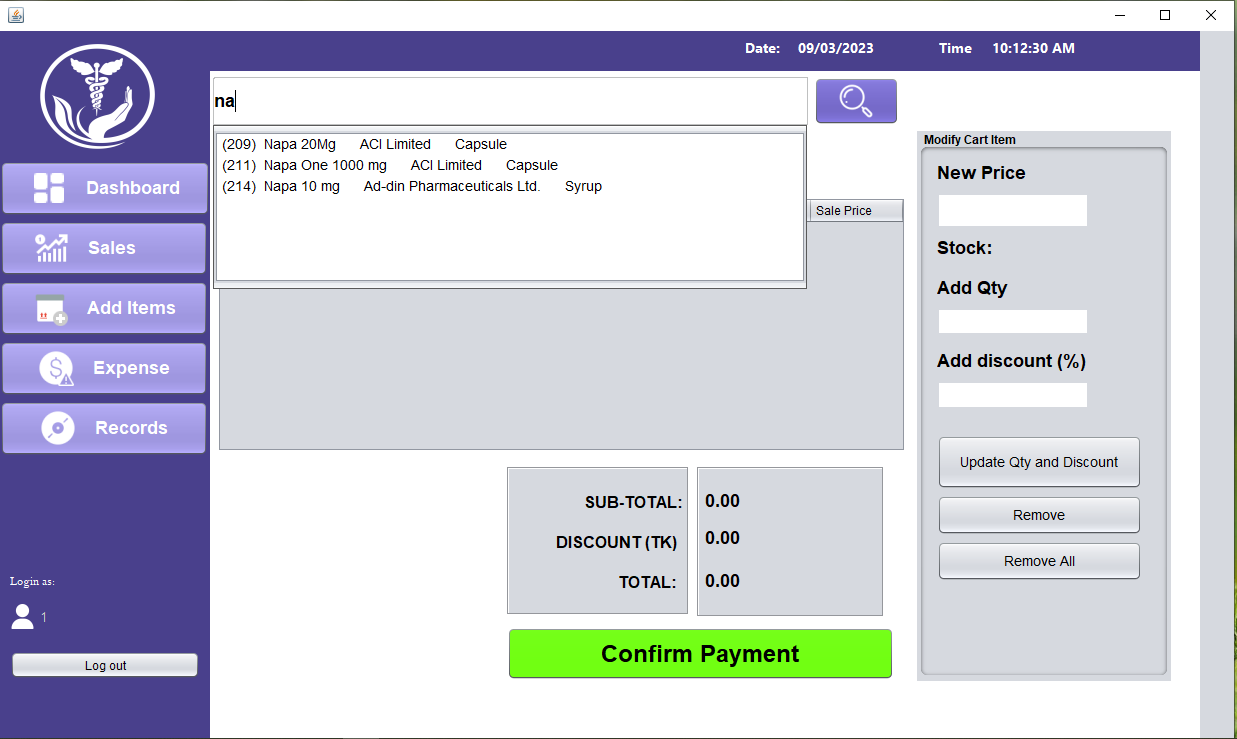 Date: 09/03/2023 Time 10:12:30 AM
na
(209) Napa 20Mg ACI Limited Capsule
(211) Napa One 1000 mg ACI Limited Capsule
(214) Napa 10 mg Ad-din Pharmaceuticals Ltd. Syrup
Sale Price
Dashboard
Sales
Add Items
Expense
Records
Login as:
1
Log out
Modify Cart Item
New Price
Stock:
Add Qty
Add discount (%)
Update Qty and Discount
Remove
Remove All
SUB-TOTAL: 0.00
DISCOUNT (TK) 0.00
TOTAL: 0.00
Confirm Payment